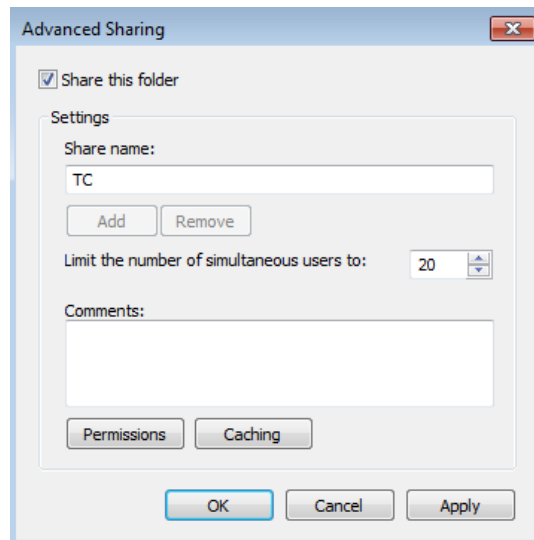 Advanced Sharing
Share this folder
Settings
Share name:
TC
Add Remove
Limit the number of simultaneous users to: 20
Comments:
Permissions Caching
OK Cancel Apply